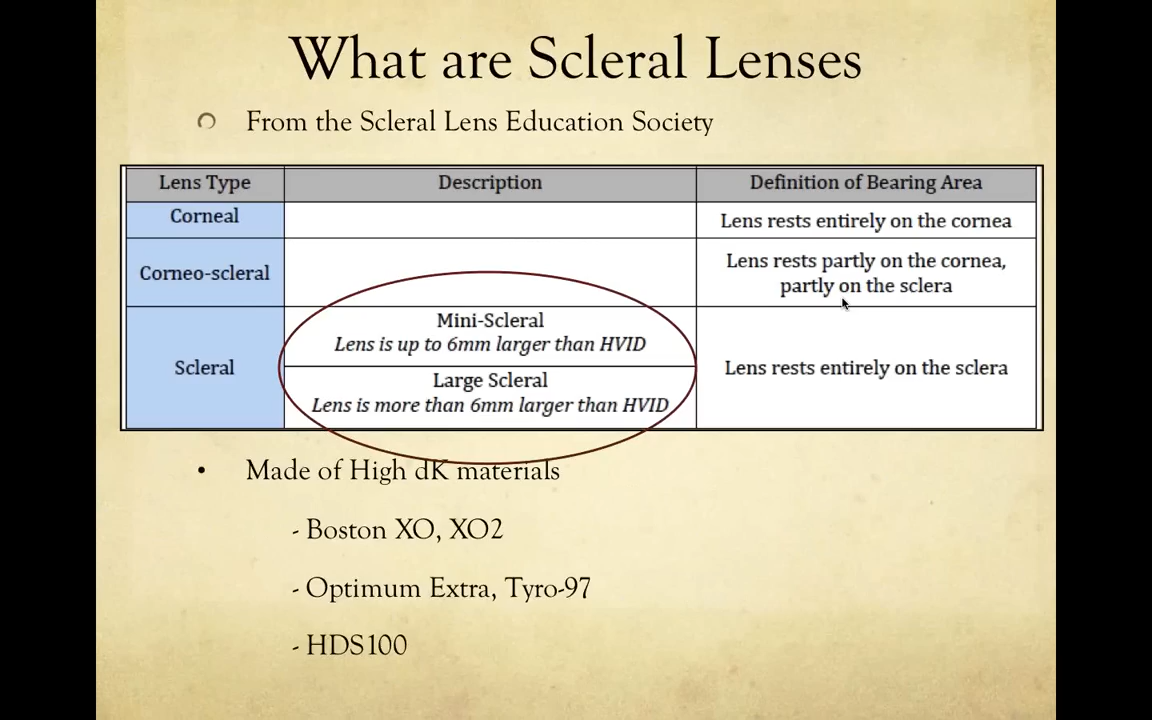 What are Scleral Lenses
From the Scleral Lens Education Society
Lens Type Description Definition of Bearing Area
Corneal Lens rests entirely on the cornea
Corneo-scleral Lens rests partly on the cornea,
partly on the sclera
Mini-Scleral
Lens is up to 6mm larger than HVID
Scleral Lens rests entirely on the sclera
Large Scleral
Lens is more than 6mm larger than HVID
• Made of High dK materials
- Boston XO, XO2
- Optimum Extra, Tyro-97
- HDS100